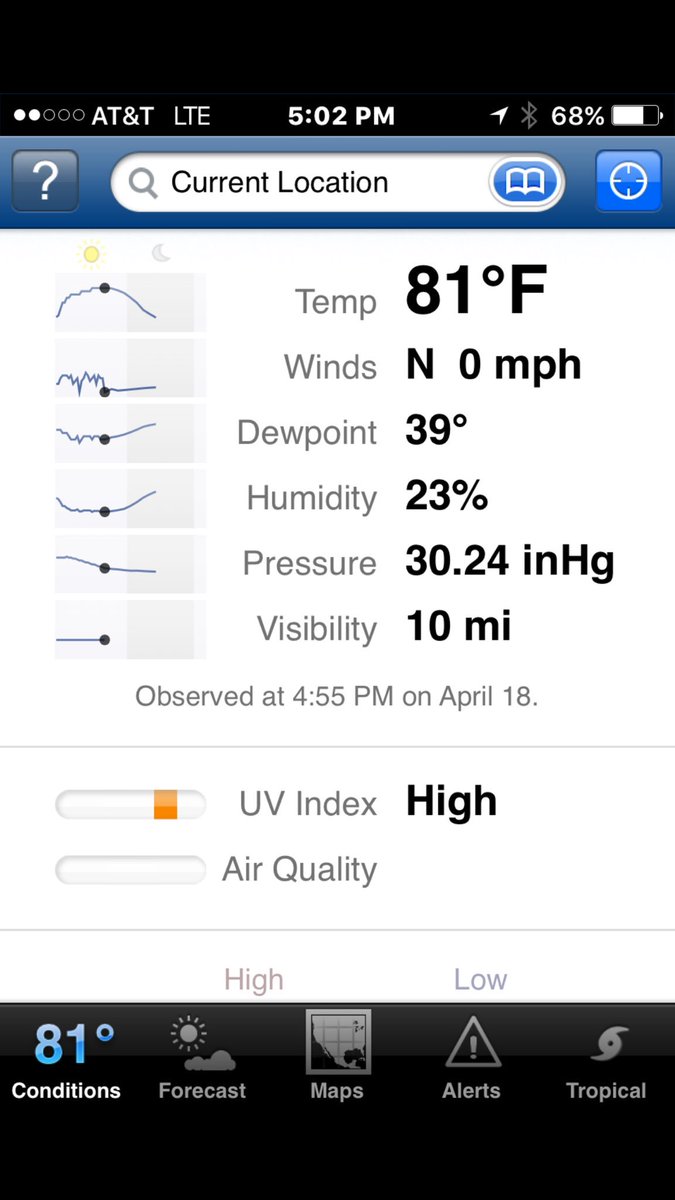 AT&T LTE 5:02 PM 68%
? Current Location
Temp 81°F
Winds N 0 mph
Dewpoint 39°
Humidity 23%
Pressure 30.24 inHg
Visibility 10 mi
Observed at 4:55 PM on April 18.
UV Index High
Air Quality
High Low
81°
Conditions Forecast Maps Alerts Tropical